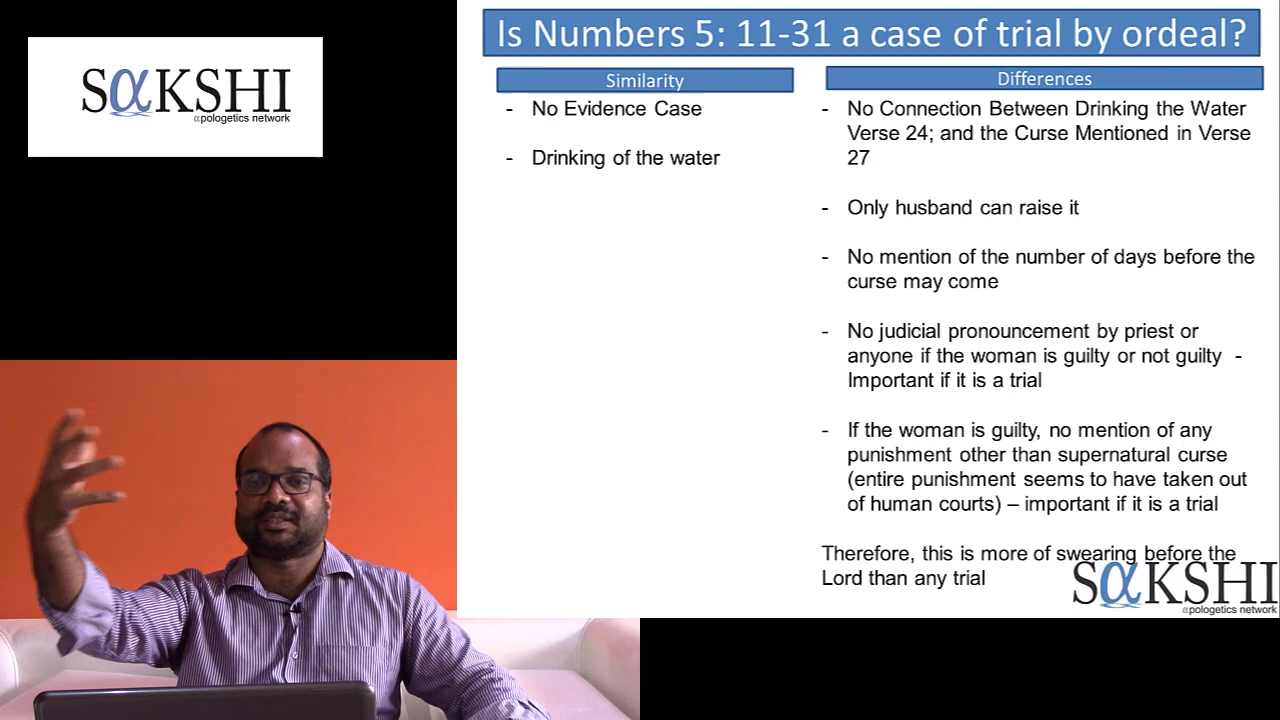 SαKSHI
αpologetics network
Is Numbers 5: 11-31 a case of trial by ordeal?
Similarity
- No Evidence Case
- Drinking of the water
Differences
- No Connection Between Drinking the Water
Verse 24; and the Curse Mentioned in Verse
27
- Only husband can raise it
- No mention of the number of days before the
curse may come
- No judicial pronouncement by priest or
anyone if the woman is guilty or not guilty -
Important if it is a trial
- If the woman is guilty, no mention of any
punishment other than supernatural curse
(entire punishment seems to have taken out
of human courts) – important if it is a trial
Therefore, this is more of swearing before the
Lord than any trial
SαKSHI
αpologetics network